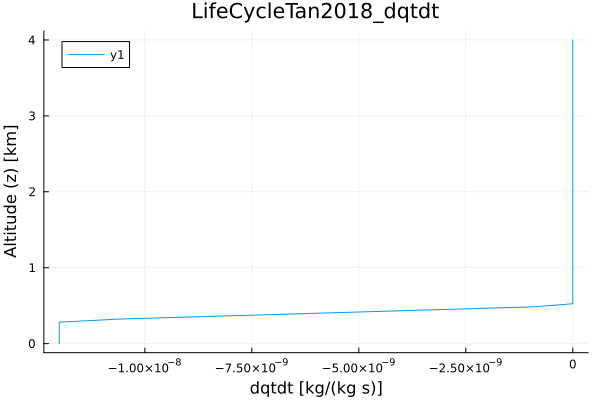 LifeCycleTan2018_dqtdt
y1
Altitude (z) [km]
4
3
2
1
0
−1.00×10⁻⁸
−7.50×10⁻⁹
−5.00×10⁻⁹
−2.50×10⁻⁹
0
dqtdt [kg/(kg s)]